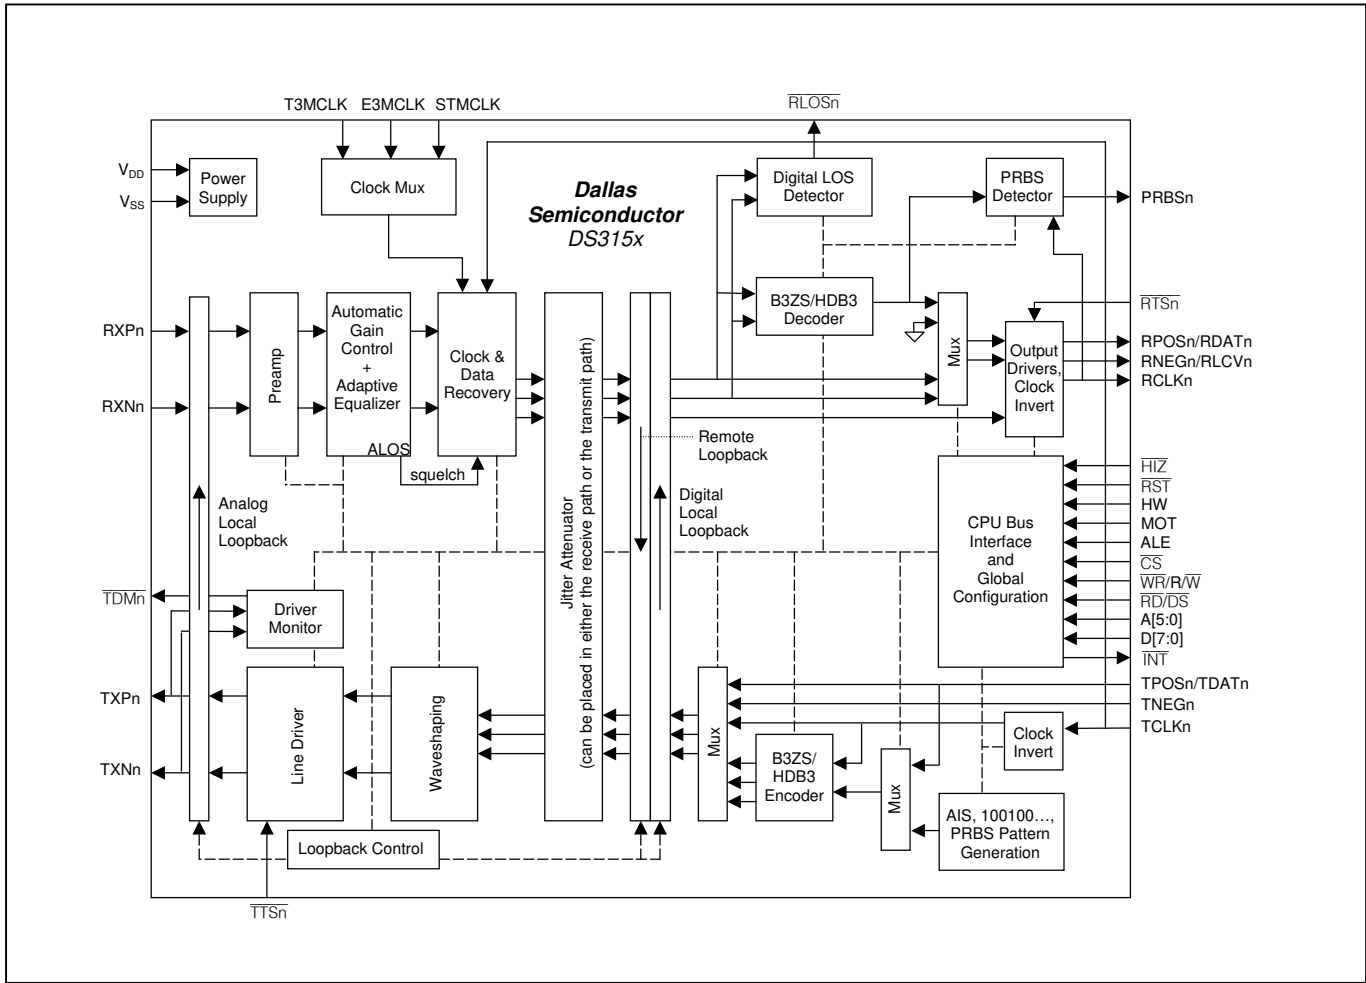 T3MCLK E3MCLK STMCLK
RLOSn
VDD
VSS
Power
Supply
Clock Mux
Dallas
Semiconductor
DS315x
Digital LOS
Detector
PRBS
Detector
PRBSn
RXPn
RXNn
Preamp
Automatic
Gain
Control
+
Adaptive
Equalizer
ALOS
squelch
Clock &
Data
Recovery
B3ZS/HDB3
Decoder
Mux
Output
Drivers,
Clock
Invert
RTSn
RPOSn/RDATn
RNEGn/RLCVn
RCLKn
Jitter Attenuator
(can be placed in either the receive path or the transmit path)
Remote
Loopback
Analog
Local
Loopback
Digital
Local
Loopback
CPU Bus
Interface
and
Global
Configuration
HIZ
RST
HW
MOT
ALE
CS
WR/R/W
RD/DS
A[5:0]
D[7:0]
INT
TDMn
Driver
Monitor
TXPn
TXNn
Line Driver
Waveshaping
Mux
B3ZS/
HDB3
Encoder
Mux
Clock
Invert
TPOSn/TDATn
TNEGn
TCLKn
AIS, 100100...,
PRBS Pattern
Generation
Loopback Control
TTSn